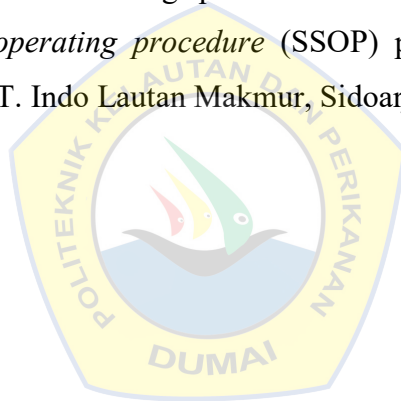 operating procedure (SSOP) p
T. Indo Lautan Makmur, Sidoar
POLITEKNIK KELAUTAN DAN PERIKANAN
DUMAI